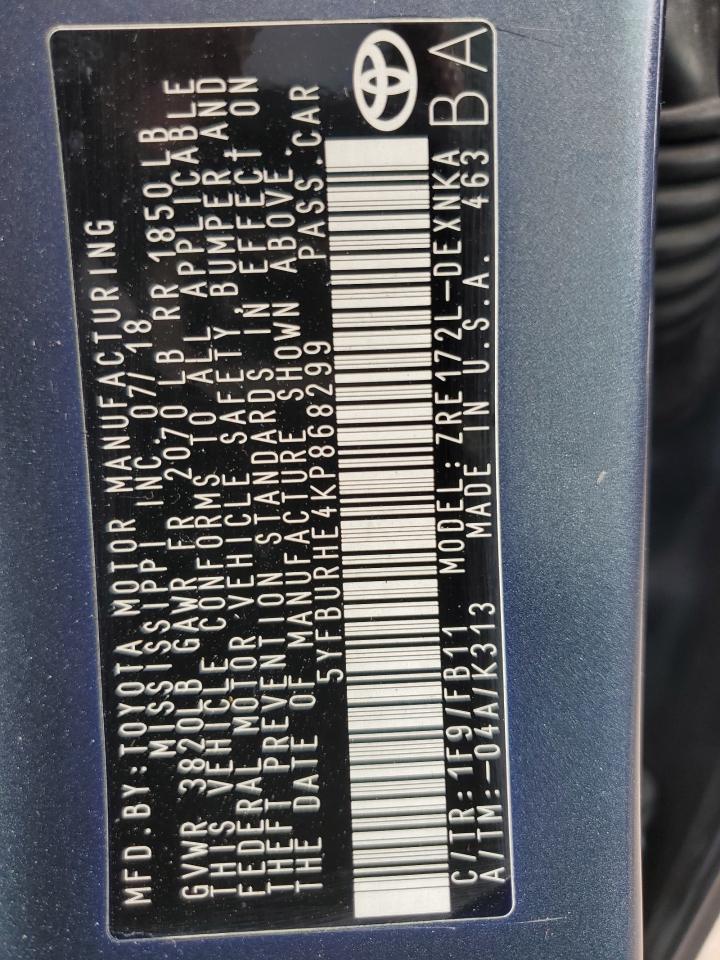 MFD.BY:TOYOTA MOTOR MANUFACTURING
MISSISSIPPI INC. 07/18
GVWR 3820LB GAWR FR 2070 LB RR 1850 LB
THIS VEHICLE CONFORMS TO ALL APPLICABLE
FEDERAL MOTOR VEHICLE SAFETY,BUMPER,AND
THEFT PREVENTION STANDARDS IN EFFECT ON
THE DATE OF MANUFACTURE SHOWN ABOVE.
5YFBURHE4KP868299 PASS.CAR
C/TR:1F9/FB11 MODEL:ZRE172L-DEXNKA
A/TM:-04A/K313 MADE IN U.S.A. 463
BA